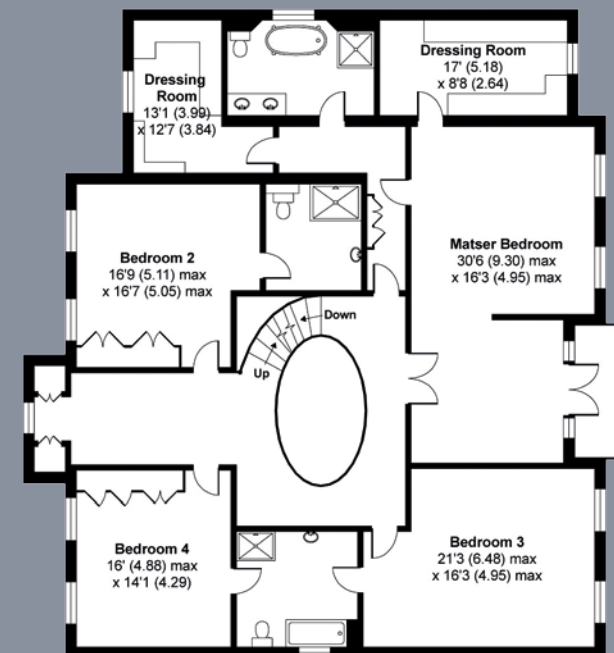 Dressing
Room
13'1 (3.99)
x 12'7 (3.84)
Dressing Room
17' (5.18)
x 8'8 (2.64)
Matser Bedroom
30'6 (9.30) max
x 16'3 (4.95) max
Bedroom 2
16'9 (5.11) max
x 16'7 (5.05) max
Down
Up
Bedroom 4
16' (4.88) max
x 14'1 (4.29)
Bedroom 3
21'3 (6.48) max
x 16'3 (4.95) max